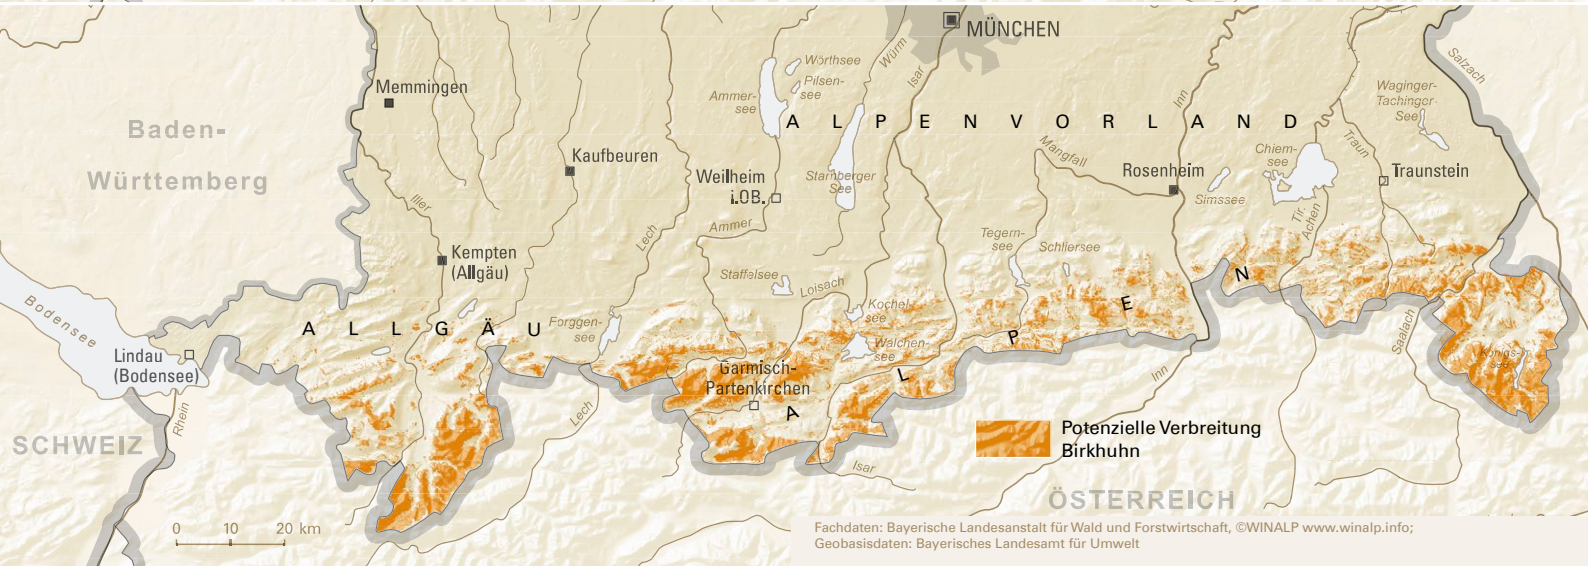 MÜNCHEN
Memmingen
Wörthsee
Pilsen-
see
Ammer-
see
Würm
Isar
Salzach
Baden-
Württemberg
ALPENVORLAND
Inn
Waginger-
Tachinger
See
Kaufbeuren
Weilheim
i.OB.
Starnberger
See
Mangfall
Rosenheim
Chiem-
see
Traun
Traunstein
Simssee
Tir.
Achen
Iller
Lech
Ammer
Tegern-
see
Schliersee
Kempten
(Allgäu)
Staffelsee
Loisach
Kochel-
see
Bodensee
ALLGÄU
Forggen-
see
Walchen-
see
ALPEN
Saalach
Königs-
see
Lindau
(Bodensee)
Garmisch-
Partenkirchen
Rhein
Lech
Inn
SCHWEIZ
Isar
Potenzielle Verbreitung
Birkhuhn
ÖSTERREICH
0 10 20 km
Fachdaten: Bayerische Landesanstalt für Wald und Forstwirtschaft, ©WINALP www.winalp.info;
Geobasisdaten: Bayerisches Landesamt für Umwelt